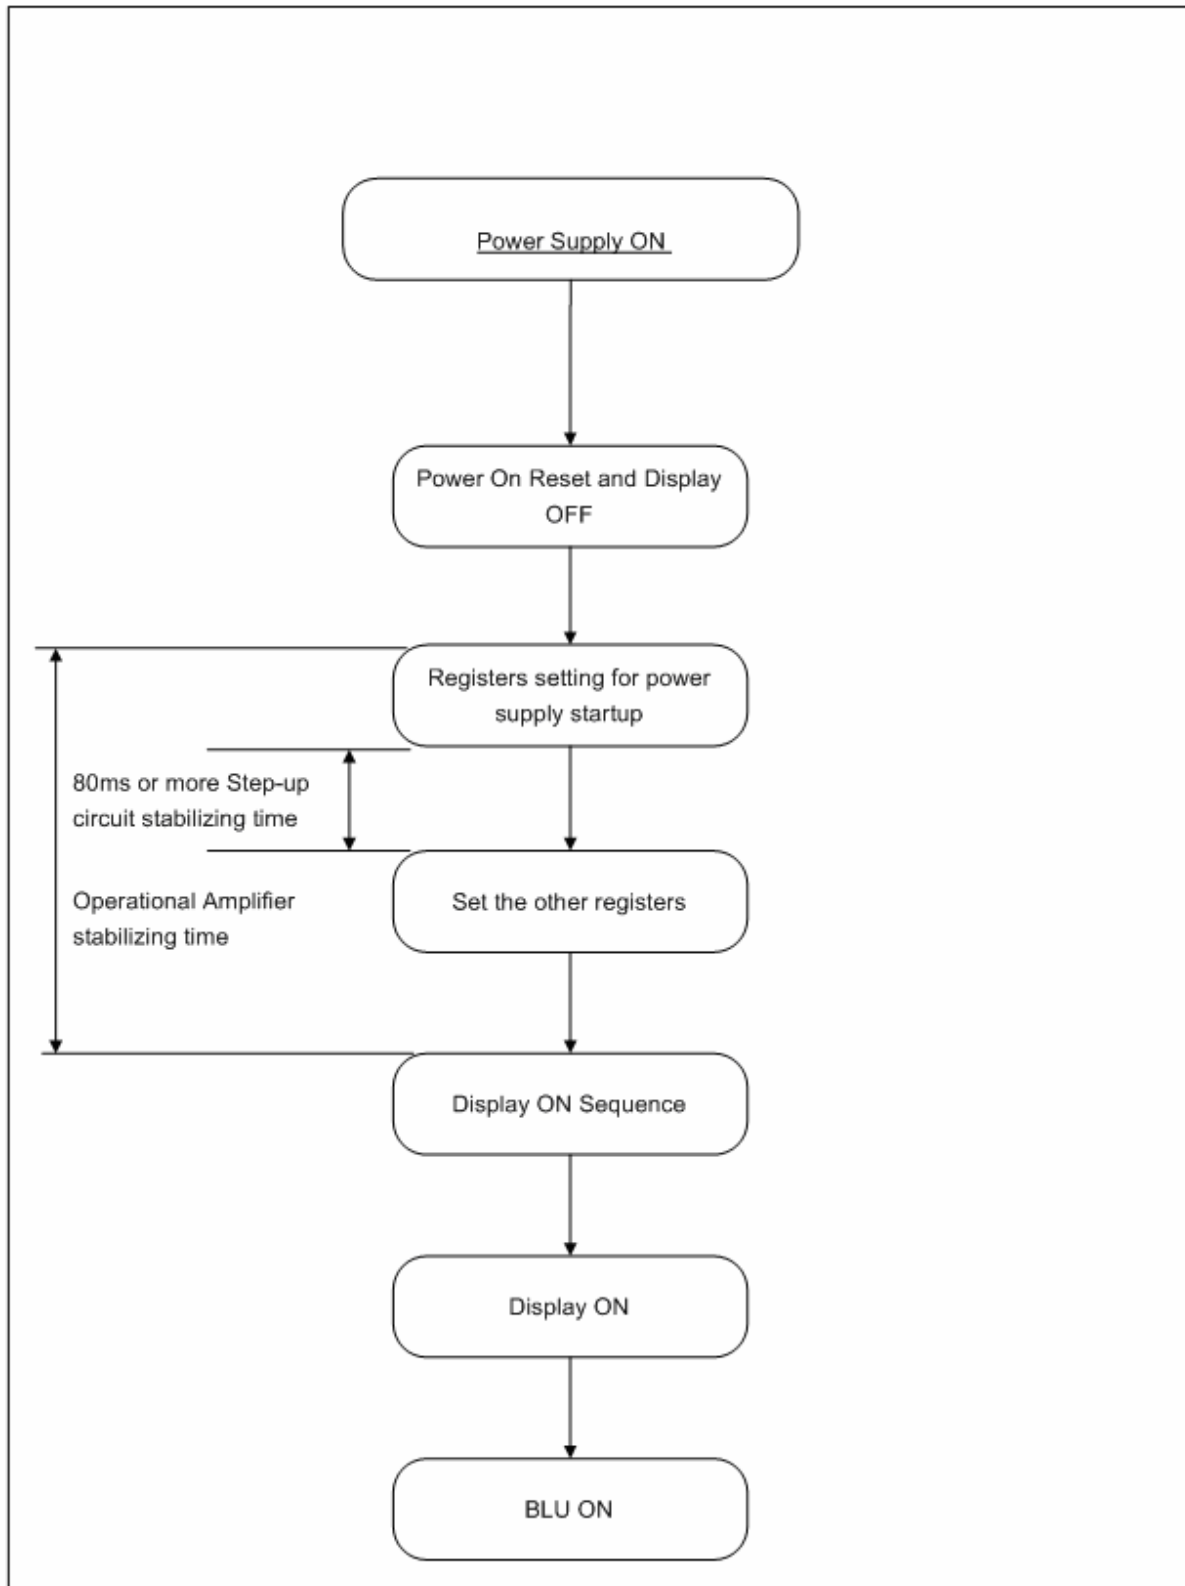 Power Supply ON
Power On Reset and Display
OFF
Registers setting for power
supply startup
80ms or more Step-up
circuit stabilizing time
Operational Amplifier
stabilizing time
Set the other registers
Display ON Sequence
Display ON
BLU ON